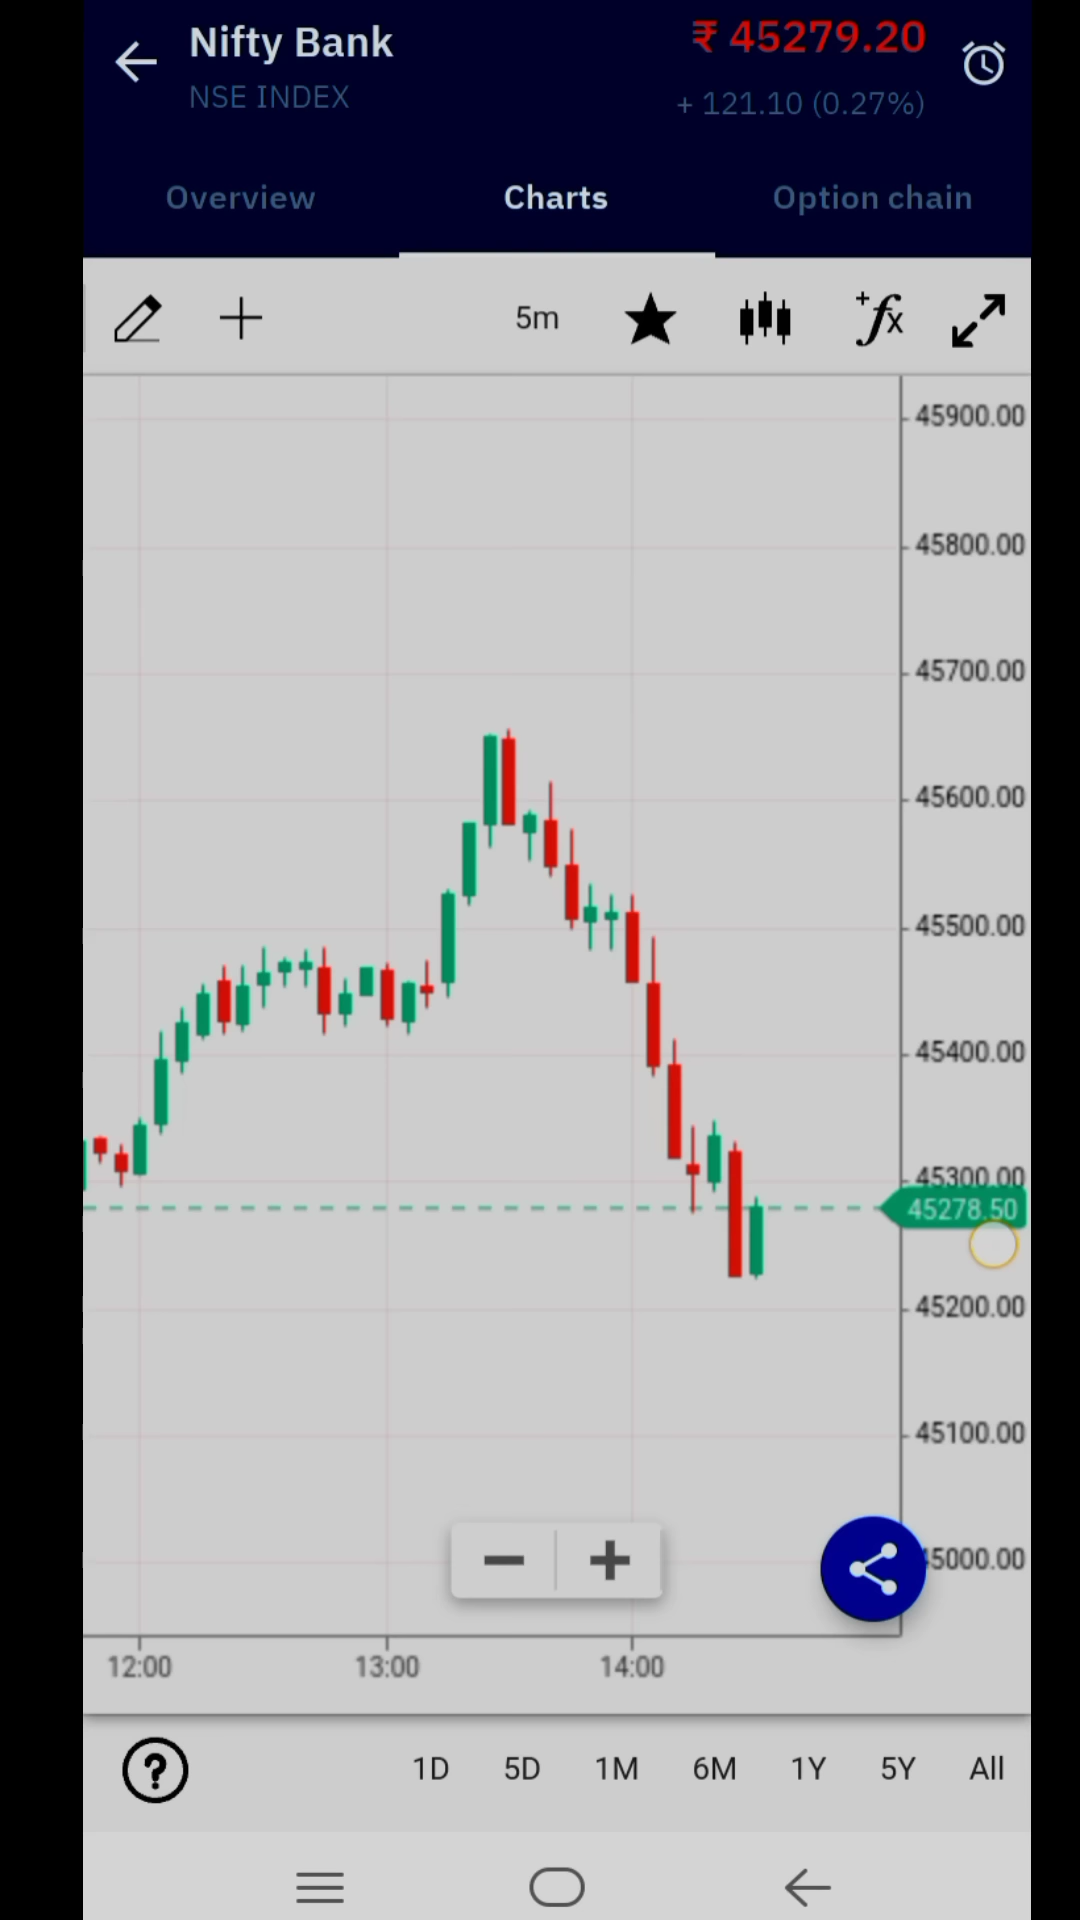 Nifty Bank
₹ 45279.20
NSE INDEX
+ 121.10 (0.27%)
Overview
Charts
Option chain
5m
+fx
45900.00
45800.00
45700.00
45600.00
45500.00
45400.00
45300.00
45278.50
45200.00
45100.00
5000.00
12:00
13:00
14:00
?
1D
5D
1M
6M
1Y
5Y
All